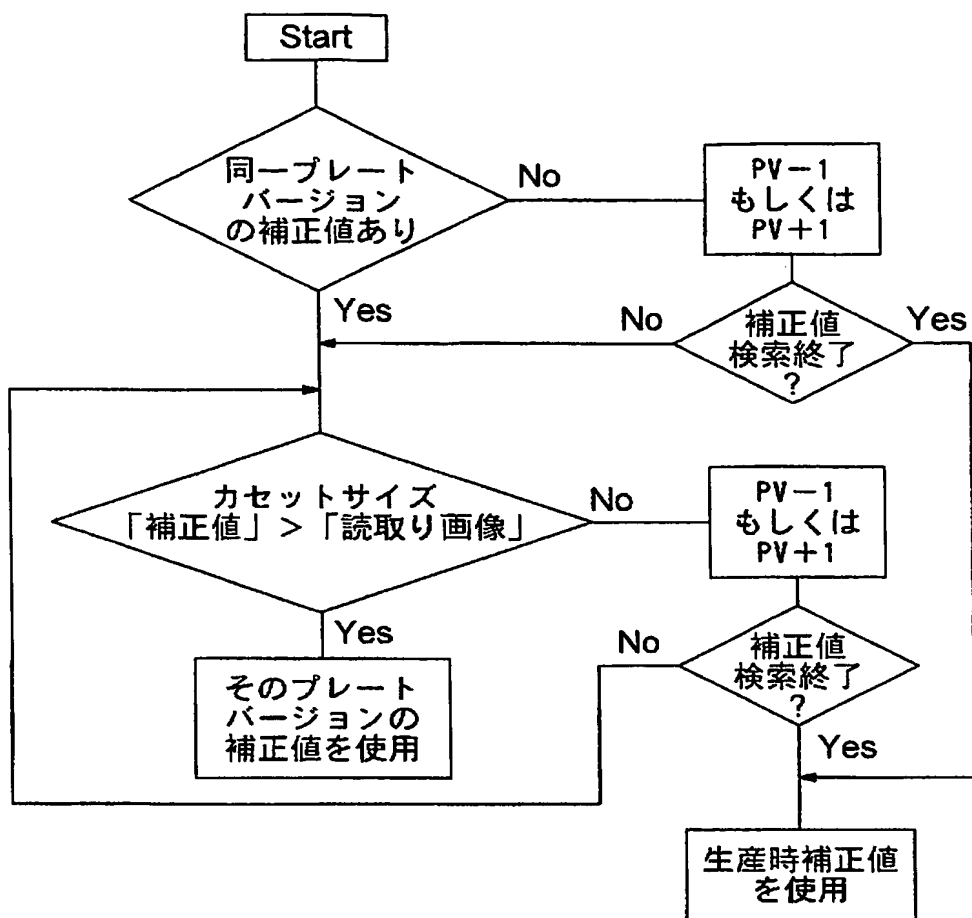 Start
同一プレート
バージョン
の補正値あり
No
PV−1
もしくは
PV+1
Yes
No
補正値
検索終了
?
Yes
カセットサイズ
「補正値」>「読取り画像」
No
PV−1
もしくは
PV+1
Yes
No
補正値
検索終了
?
そのプレート
バージョンの
補正値を使用
Yes
生産時補正値
を使用